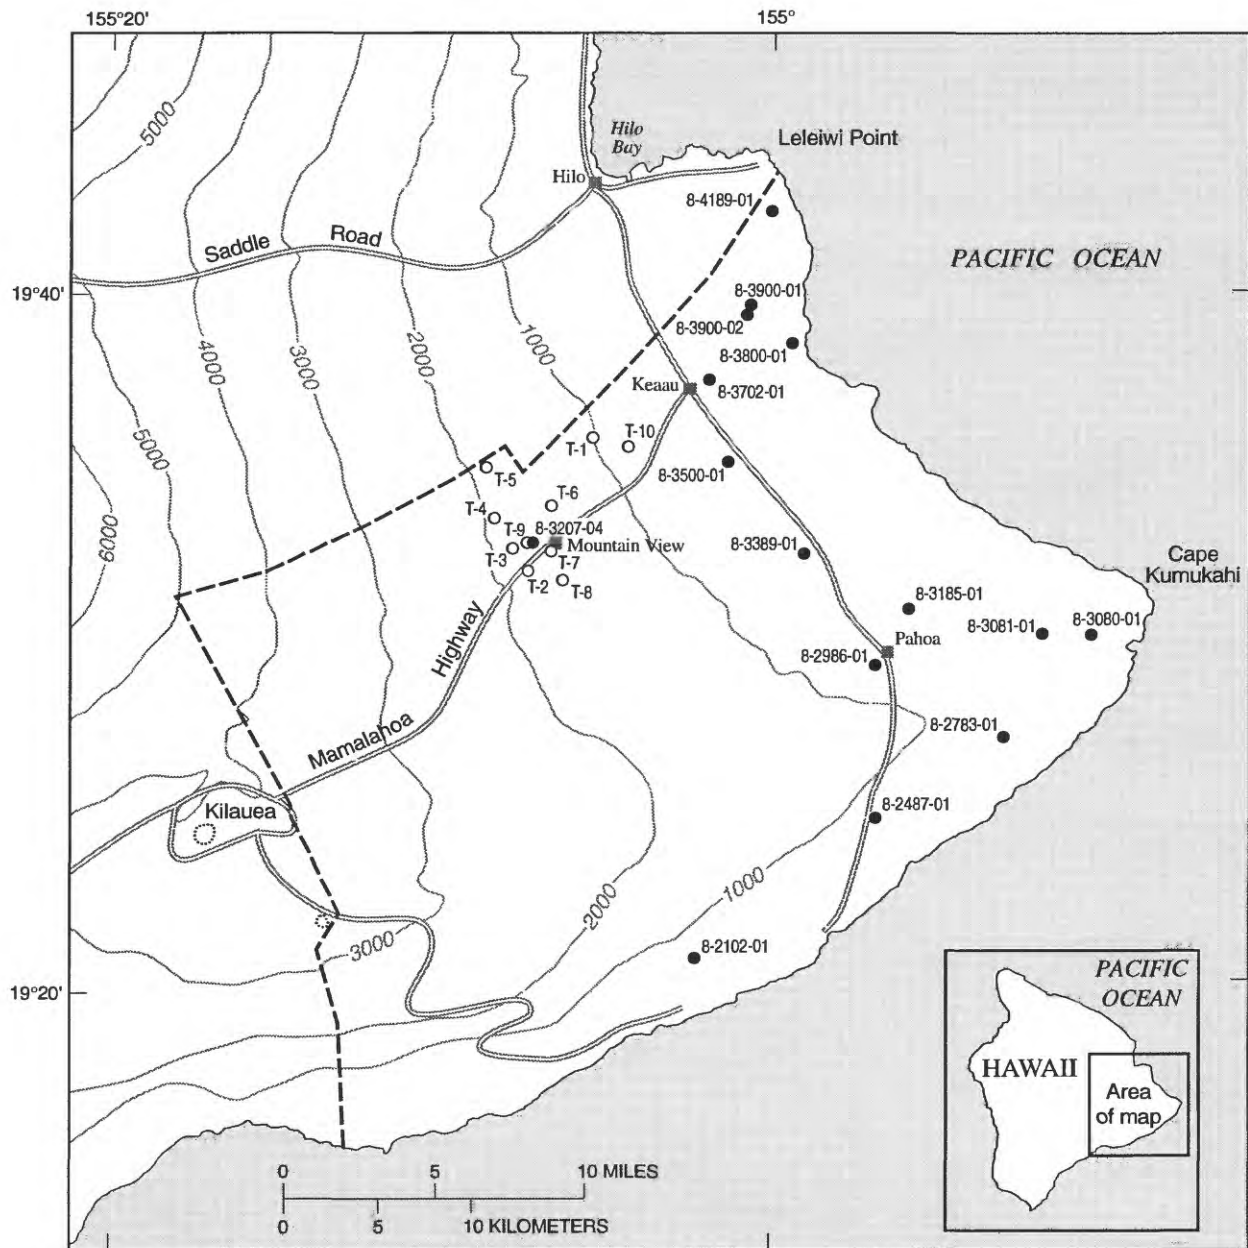 155°20'
155°
5000
Hilo
Bay
Leleiwi Point
Hilo
8-4189-01
Saddle Road
PACIFIC OCEAN
19°40'
8-3900-01
8-3900-02
4000
3000
2000
1000
8-3800-01
Keaau
8-3702-01
5000
T-1
T-10
T-5
8-3500-01
6000
T-4
T-6
T-9
8-3207-04
T-3
Mountain View
T-7
T-2
T-8
8-3389-01
Cape
Kumukahi
8-3185-01
8-3081-01
8-3080-01
Highway
Pahoa
8-2986-01
Mamalahoa
8-2783-01
Kilauea
8-2487-01
2000
1000
3000
8-2102-01
19°20'
PACIFIC
OCEAN
HAWAII
Area
of map
0 5 10 MILES
0 5 10 KILOMETERS